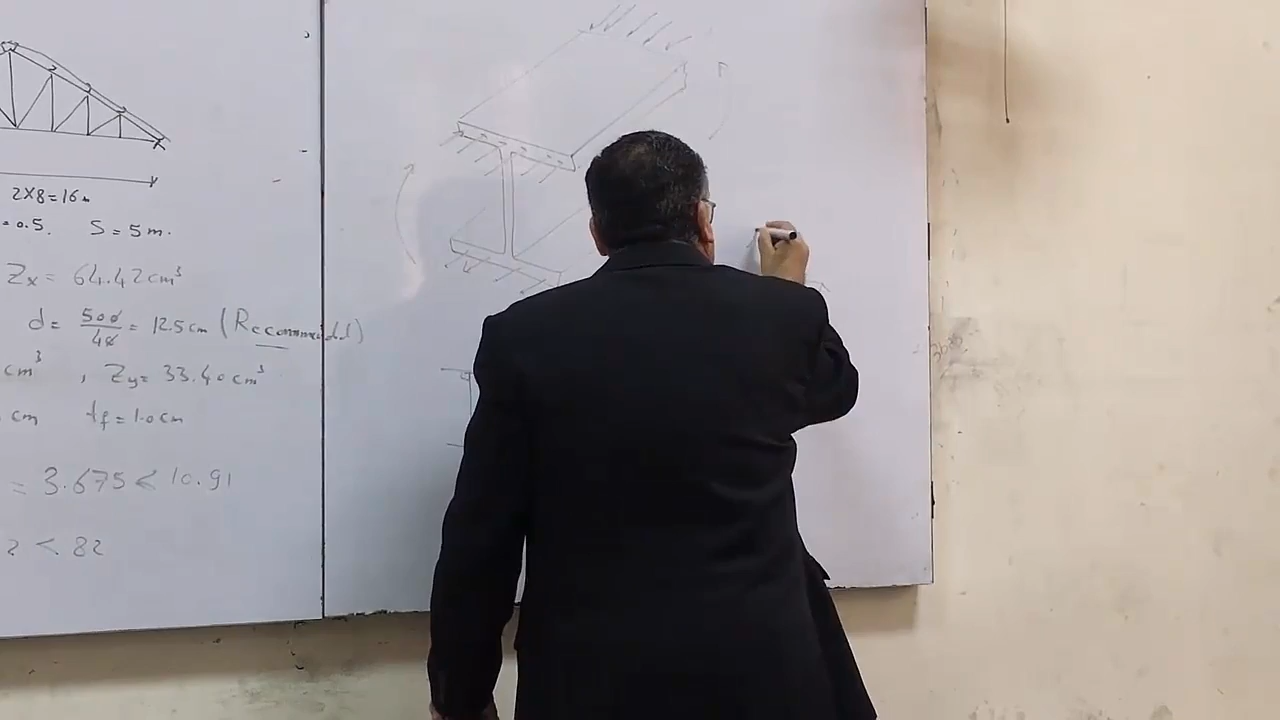 2X8=16m
=0.5. S=5m.
Zx = 64.42cm³
d= 500/40 = 12.5cm (Recommended)
cm³ , Zy= 33.40cm³
cm tf=1.0cm
= 3.675 < 10.91
2 < 82